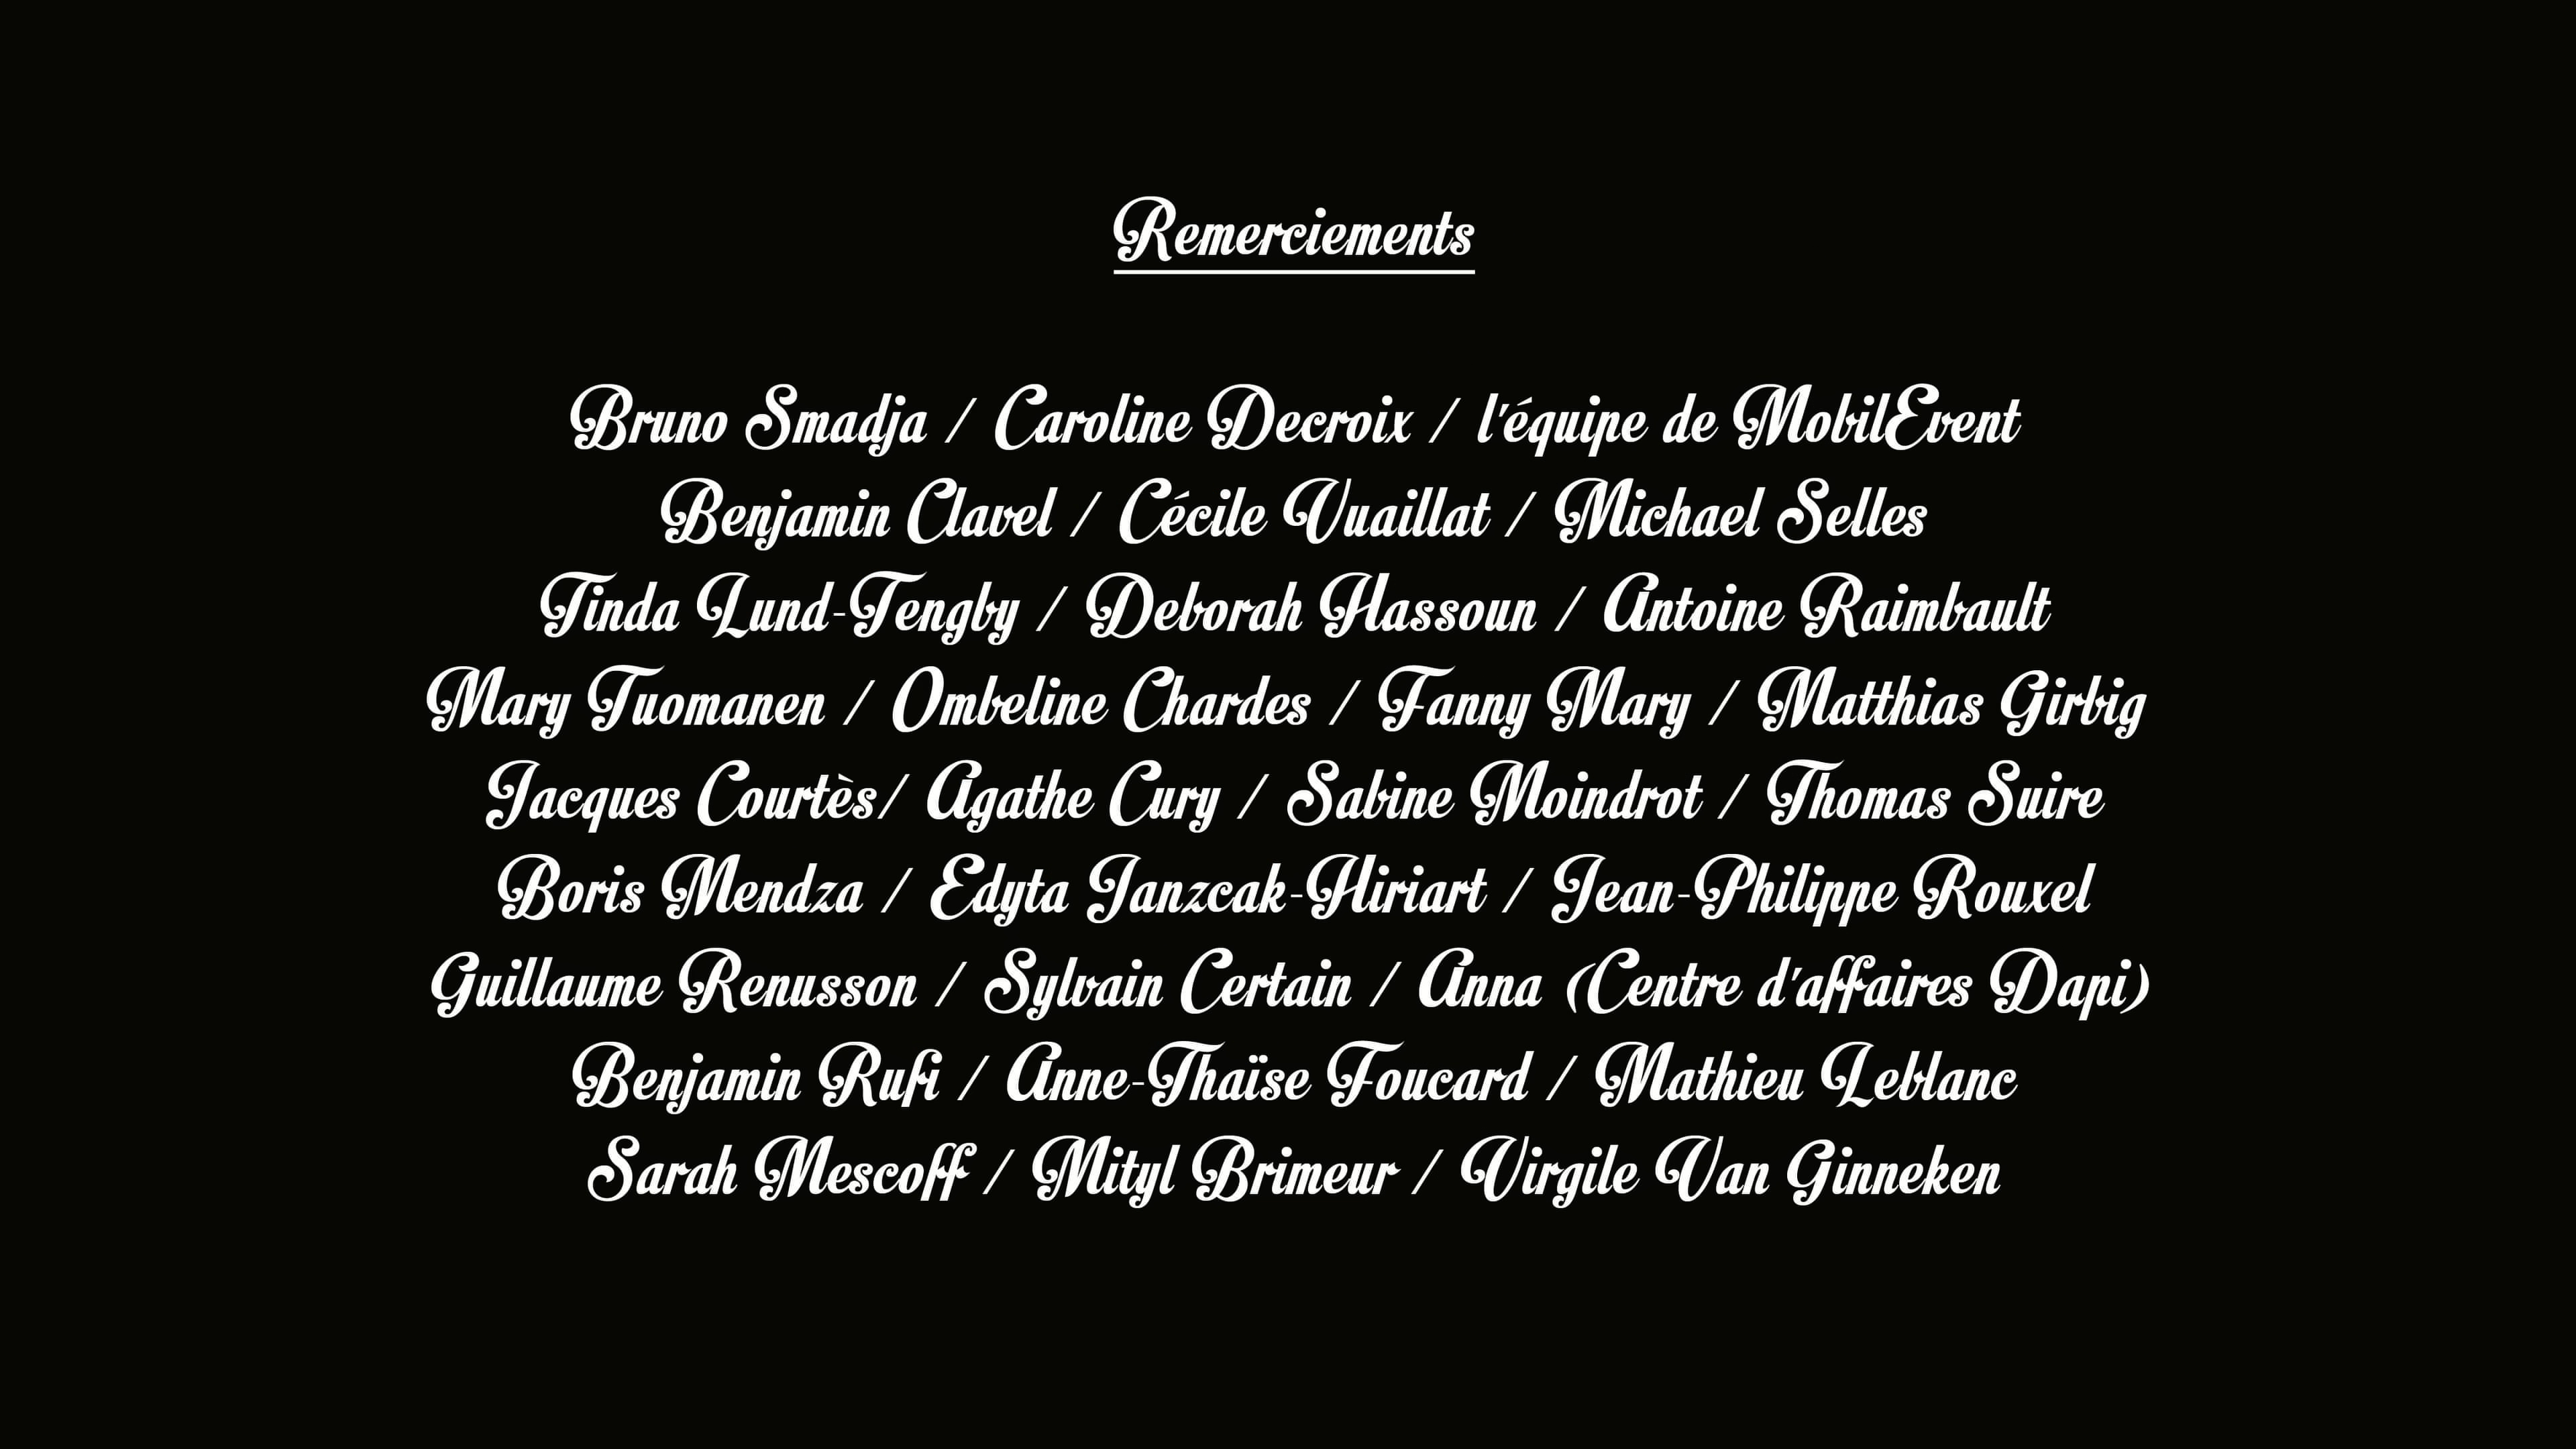 Remerciements
Bruno Smadja / Caroline Decroix / l'équipe de MobilEvent
Benjamin Clavel / Cécile Vuaillat / Michael Selles
Tinda Lund-Tengby / Deborah Hassoun / Antoine Raimbault
Mary Tuomanen / Ombeline Chardes / Fanny Mary / Matthias Girbig
Jacques Courtès/ Agathe Cury / Sabine Moindrot / Thomas Suire
Boris Mendza / Edyta Janzcak-Hiriart / Jean-Philippe Rouxel
Guillaume Renusson / Sylvain Certain / Anna (Centre d'affaires Dapi)
Benjamin Rufi / Anne-Thaïse Foucard / Mathieu Leblanc
Sarah Mescoff / Mityl Brimeur / Virgile Van Ginneken